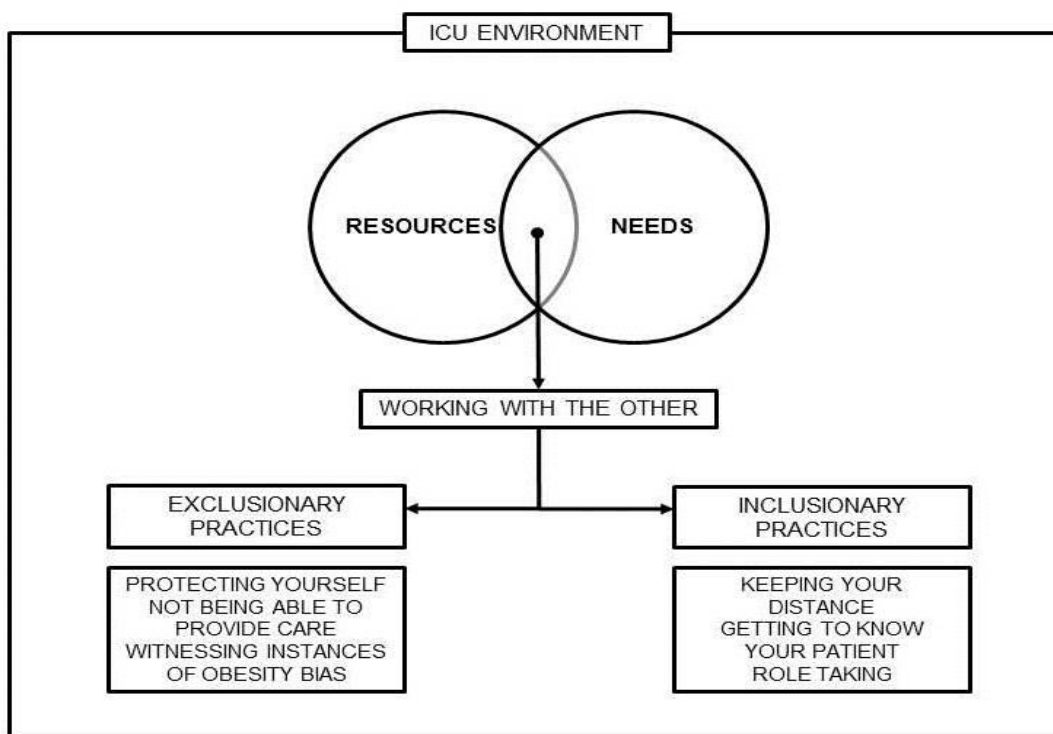 ICU ENVIRONMENT
RESOURCES
NEEDS
WORKING WITH THE OTHER
EXCLUSIONARY
PRACTICES
PROTECTING YOURSELF
NOT BEING ABLE TO
PROVIDE CARE
WITNESSING INSTANCES
OF OBESITY BIAS
INCLUSIONARY
PRACTICES
KEEPING YOUR
DISTANCE
GETTING TO KNOW
YOUR PATIENT
ROLE TAKING